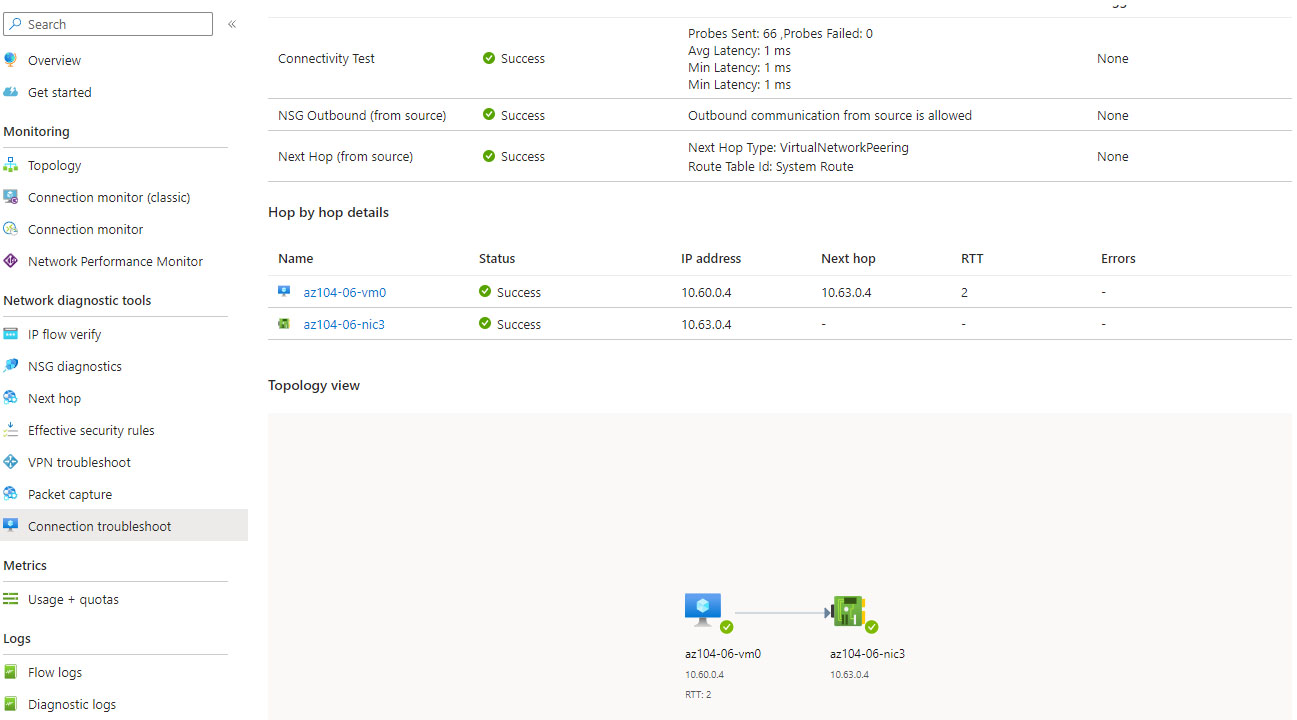 Search
«
Overview
Get started
Monitoring
Topology
Connection monitor (classic)
Connection monitor
Network Performance Monitor
Network diagnostic tools
IP flow verify
NSG diagnostics
Next hop
Effective security rules
VPN troubleshoot
Packet capture
Connection troubleshoot
Metrics
Usage + quotas
Logs
Flow logs
Diagnostic logs
Connectivity Test Success Probes Sent: 66 ,Probes Failed: 0 None
Avg Latency: 1 ms
Min Latency: 1 ms
Min Latency: 1 ms
NSG Outbound (from source) Success Outbound communication from source is allowed None
Next Hop (from source) Success Next Hop Type: VirtualNetworkPeering None
Route Table Id: System Route
Hop by hop details
Name Status IP address Next hop RTT Errors
az104-06-vm0 Success 10.60.0.4 10.63.0.4 2 -
az104-06-nic3 Success 10.63.0.4 - - -
Topology view
az104-06-vm0 az104-06-nic3
10.60.0.4 10.63.0.4
RTT: 2